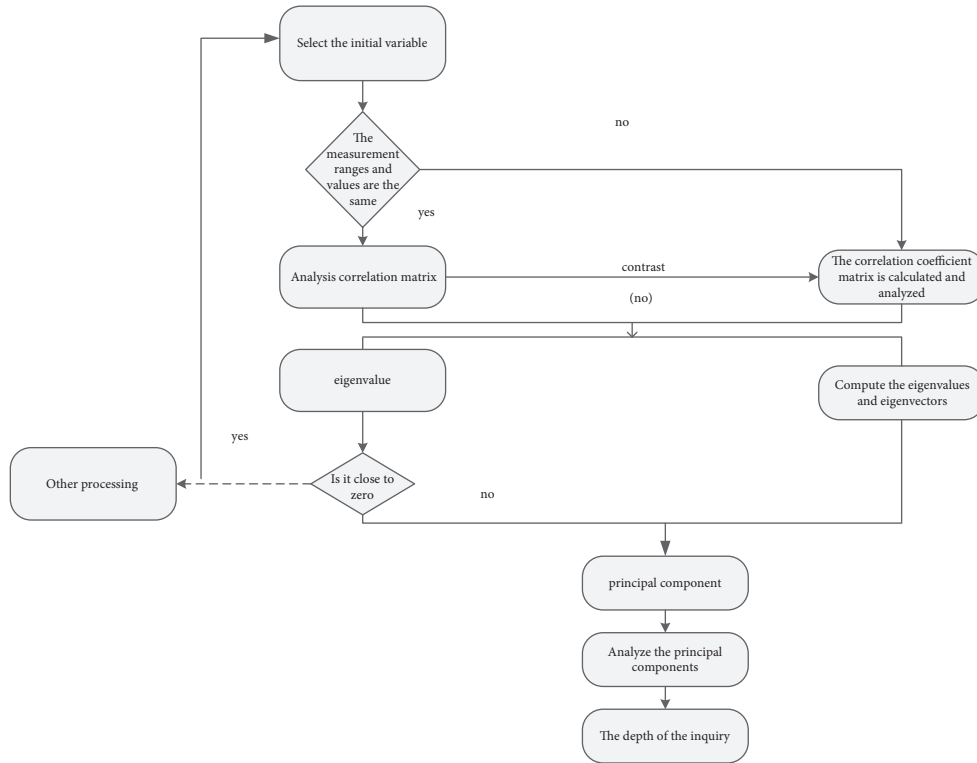 Select the initial variable
no
The
measurement
ranges and
values are the
same
yes
Analysis correlation matrix
contrast
The correlation coefficient
matrix is calculated and
analyzed
(no)
eigenvalue
Compute the eigenvalues
and eigenvectors
yes
Other processing
Is it close to
zero
no
principal component
Analyze the principal
components
The depth of the inquiry